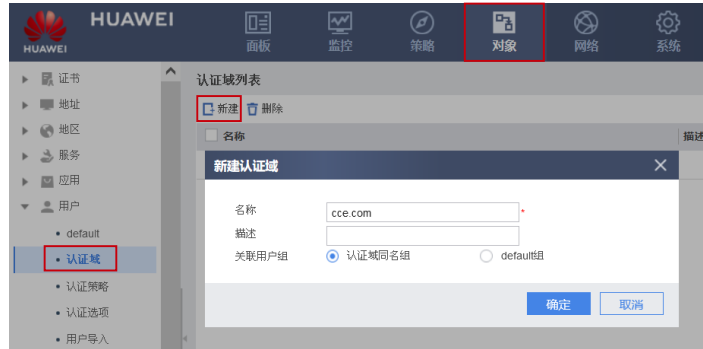 HUAWEI
HUAWEI
面板
监控
策略
对象
网络
系统
证书
地址
地区
服务
应用
用户
default
认证域
认证策略
认证选项
用户导入
认证域列表
新建 删除
名称 描述
新建认证域
名称 cce.com *
描述
关联用户组 认证域同名组 default组
确定 取消